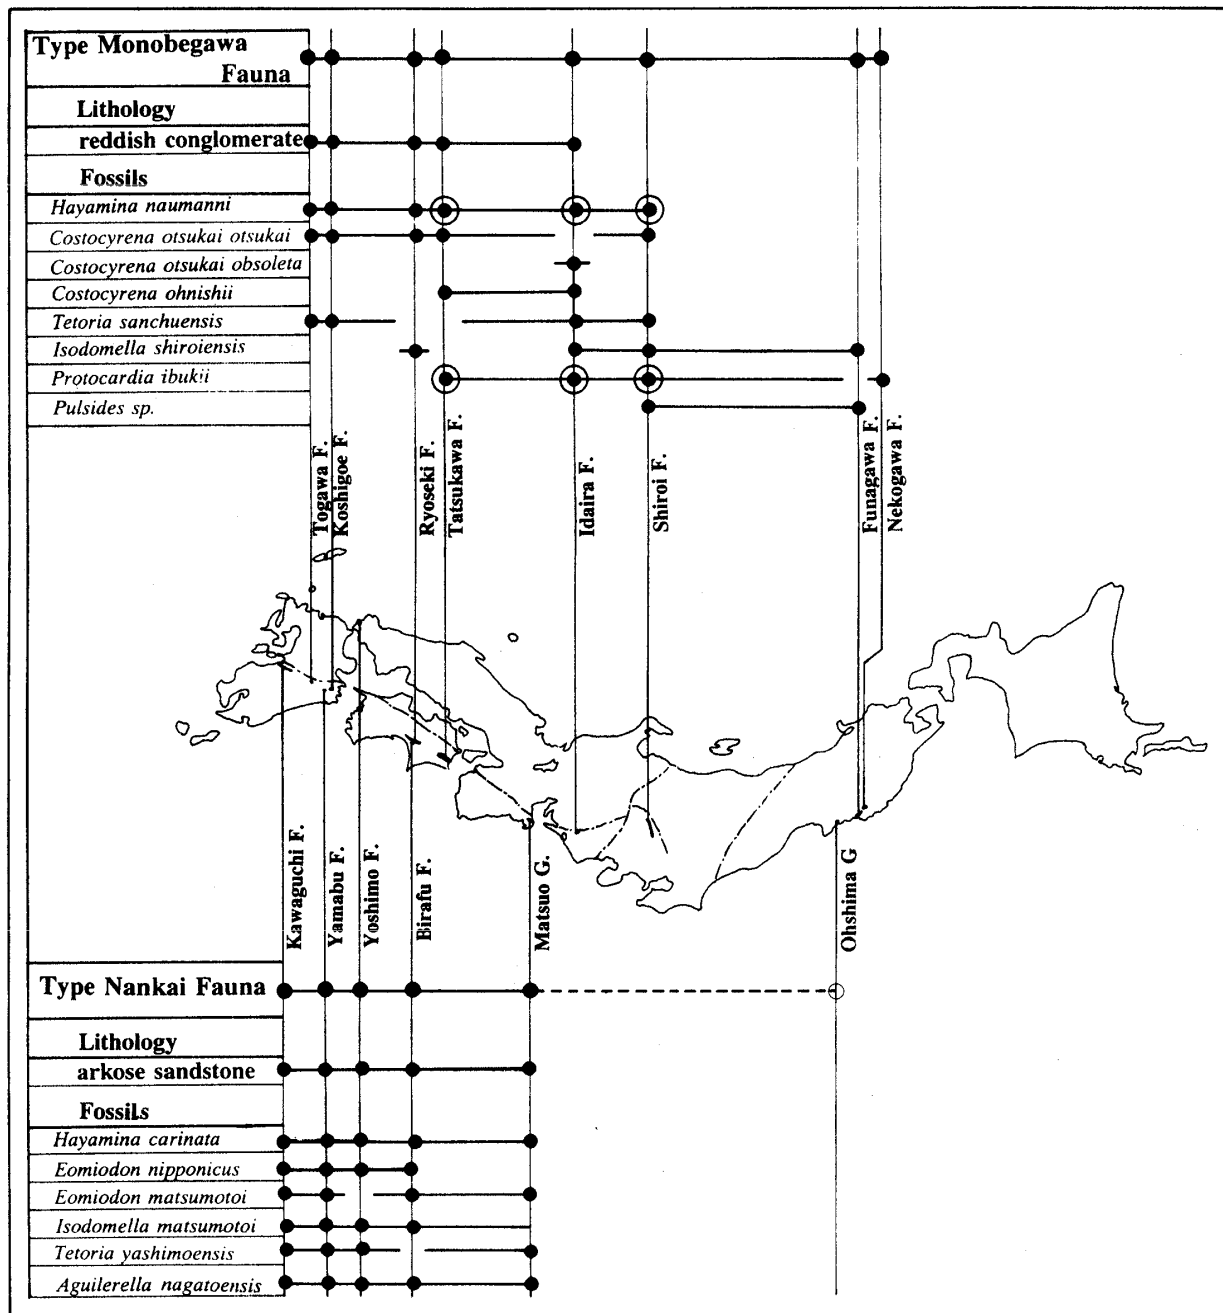 Type Monobegawa
Fauna
Lithology
reddish conglomerate
Fossils
Hayamina naumanni
Costocyrena otsukai otsukai
Costocyrena otsukai obsoleta
Costocyrena ohnishii
Tetoria sanchuensis
Isodomella shiroiensis
Protocardia ibukii
Pulsides sp.
Togawa F.
Koshigoe F.
Ryoseki F.
Tatsukawa F.
Idaira F.
Shiroi F.
Funagawa F.
Nekogawa F.
Kawaguchi F.
Yamabu F.
Yoshimo F.
Birafu F.
Matsuo G.
Ohshima G
Type Nankai Fauna
Lithology
arkose sandstone
Fossils
Hayamina carinata
Eomiodon nipponicus
Eomiodon matsumotoi
Isodomella matsumotoi
Tetoria yashimoensis
Aguilerella nagatoensis